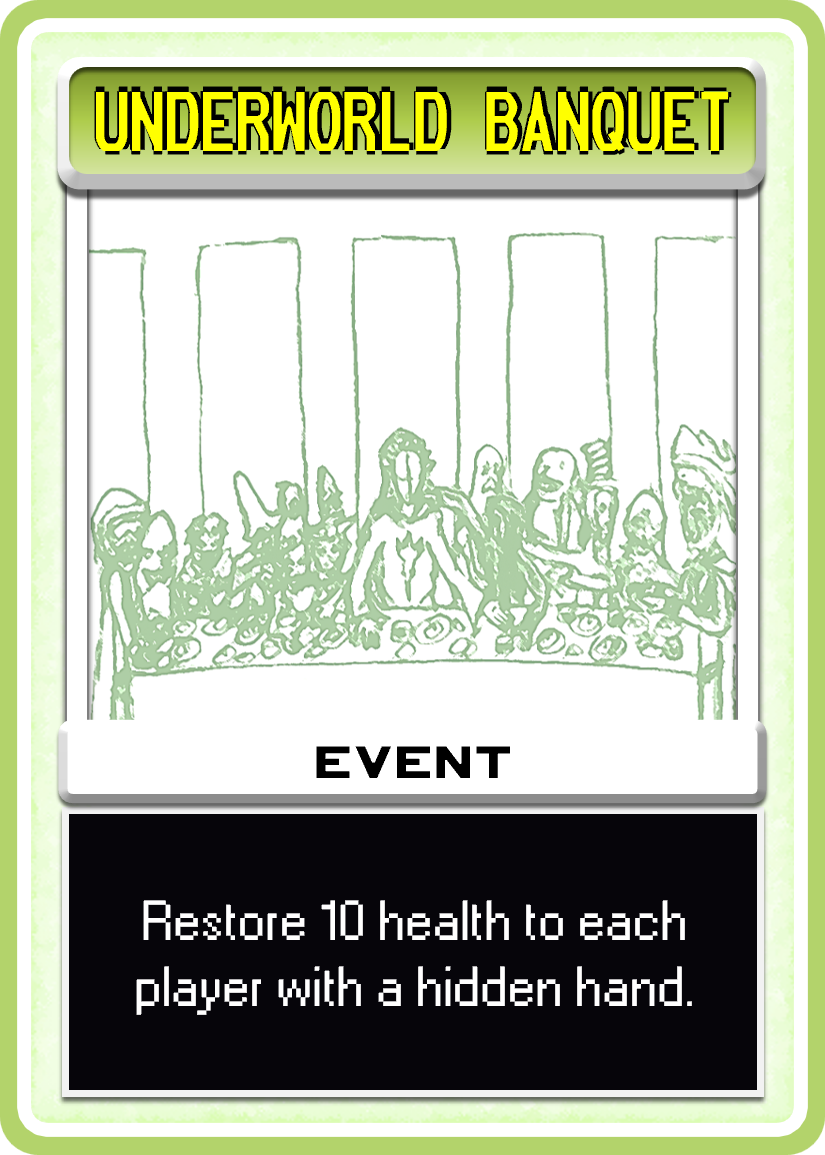 UNDERWORLD BANQUET
EVENT
Restore 10 health to each
player with a hidden hand.